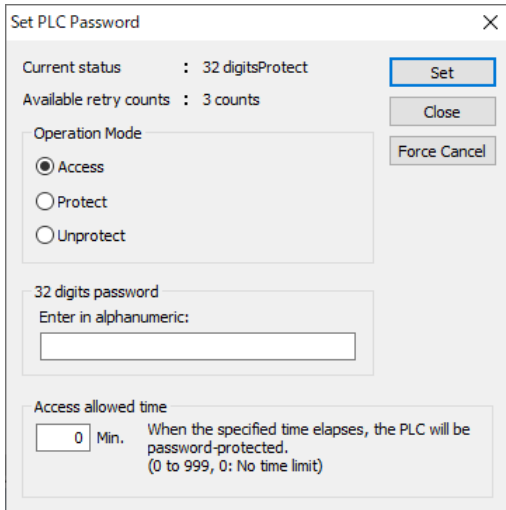 Set PLC Password
Current status : 32 digitsProtect
Set
Available retry counts : 3 counts
Close
Operation Mode
Force Cancel
Access
Protect
Unprotect
32 digits password
Enter in alphanumeric:
Access allowed time
0 Min. When the specified time elapses, the PLC will be
password-protected.
(0 to 999, 0: No time limit)